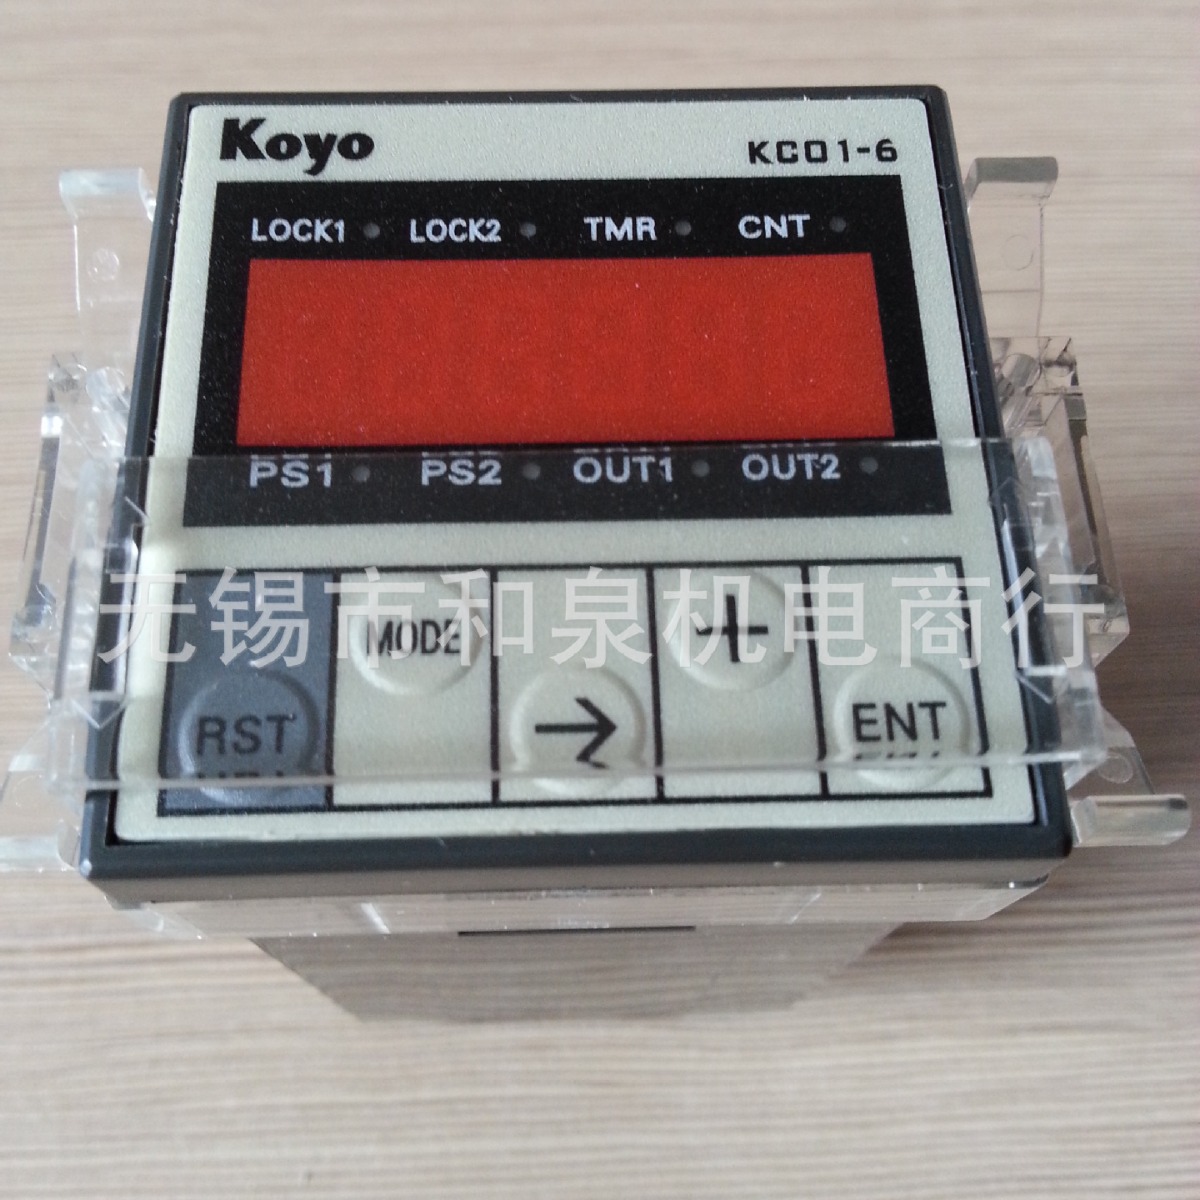 Koyo KC01-6
LOCK1 LOCK2 TMR CNT
PS1 PS2 OUT1 OUT2
无锡市和泉机电商行
MODE +
RST → ENT